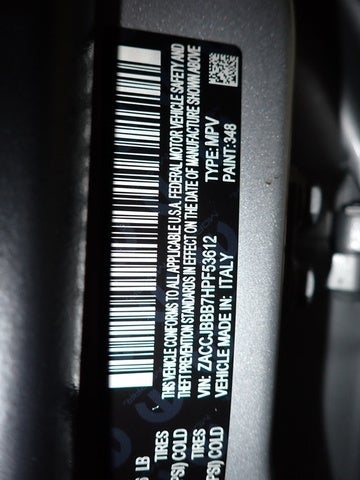 THIS VEHICLE CONFORMS TO ALL APPLICABLE U.S.A. FEDERAL MOTOR VEHICLE SAFETY AND
THEFT PREVENTION STANDARDS IN EFFECT ON THE DATE OF MANUFACTURE SHOWN ABOVE
VIN: ZACCJBBB7HPF53612 TYPE: MPV
VEHICLE MADE IN: ITALY PAINT: 348
LB
TIRES
PSI) COLD
TIRES
PSI) COLD